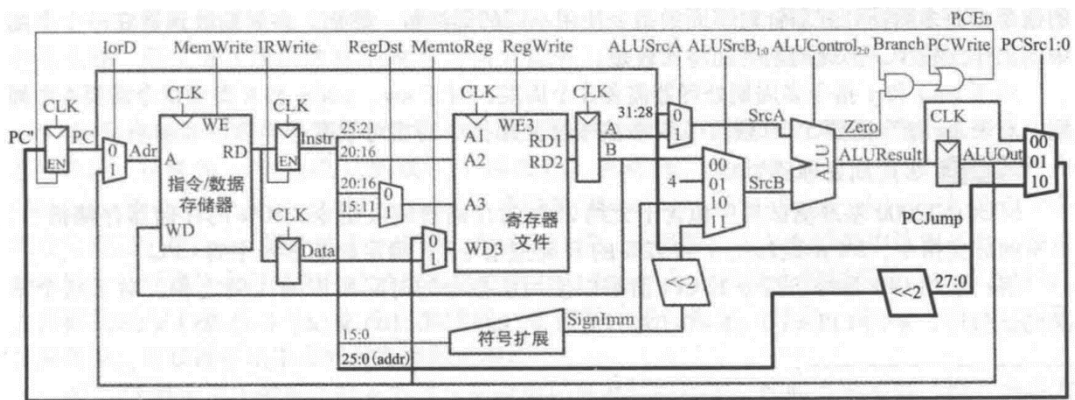 PCEn
IorD MemWrite IRWrite RegDst MemtoReg RegWrite ALUSrcA ALUSrcB1:0 ALUControl2:0 Branch PCWrite PCSrc1:0
CLK CLK CLK CLK CLK CLK
PC' PC EN
0
1
Adr
WE
A RD
指令/数据
存储器
WD
EN
Instr
CLK
Data
25:21
20:16
20:16
15:11
0
1
0
1
WE3
A1 RD1
A2 RD2
A3
寄存器
文件
WD3
A
B
31:28
0
1
4
00
01
10
11
SrcA
SrcB
ALU
Zero
ALUResult
ALUOut
00
01
10
PCJump
<<2
<<2
27:0
SignImm
符号扩展
15:0
25:0(addr)